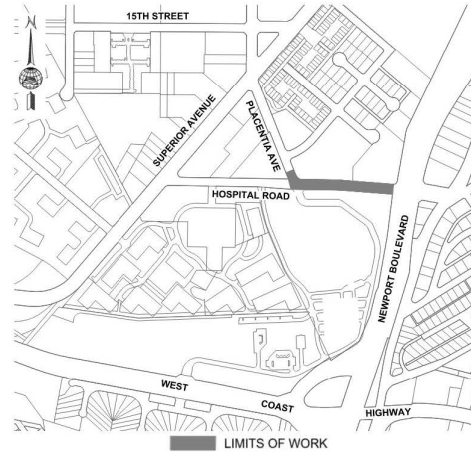 15TH STREET
N
SUPERIOR AVENUE
PLACENTIA AVE
HOSPITAL ROAD
NEWPORT BOULEVARD
WEST COAST HIGHWAY
LIMITS OF WORK